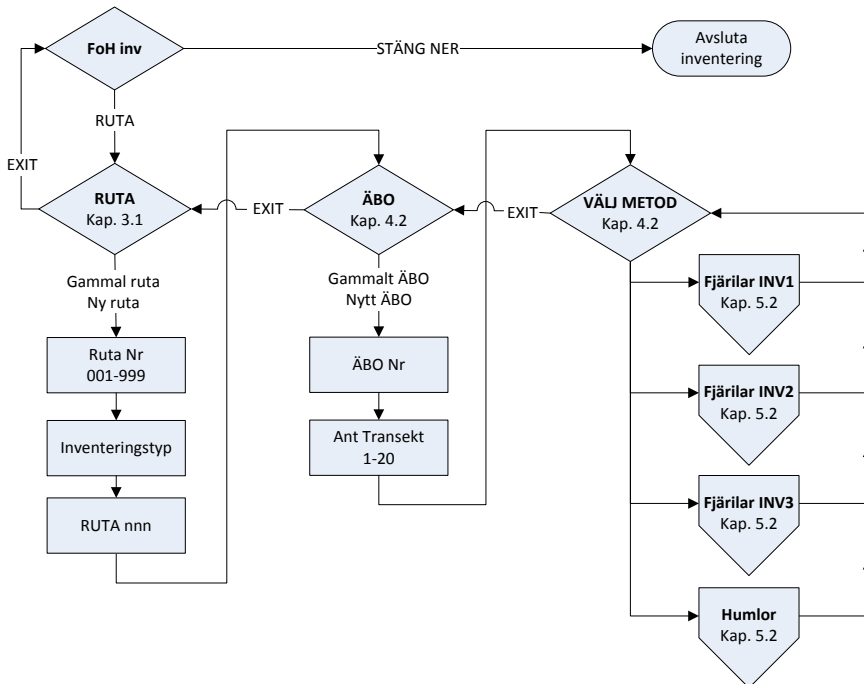 FoH inv
STÄNG NER
Avsluta
inventering
RUTA
EXIT
RUTA
Kap. 3.1
EXIT
ÄBO
Kap. 4.2
EXIT
VÄLJ METOD
Kap. 4.2
Gammal ruta
Ny ruta
Gammalt ÄBO
Nytt ÄBO
Fjärilar INV1
Kap. 5.2
Ruta Nr
001-999
ÄBO Nr
Fjärilar INV2
Kap. 5.2
Inventeringstyp
Ant Transekt
1-20
RUTA nnn
Fjärilar INV3
Kap. 5.2
Humlor
Kap. 5.2